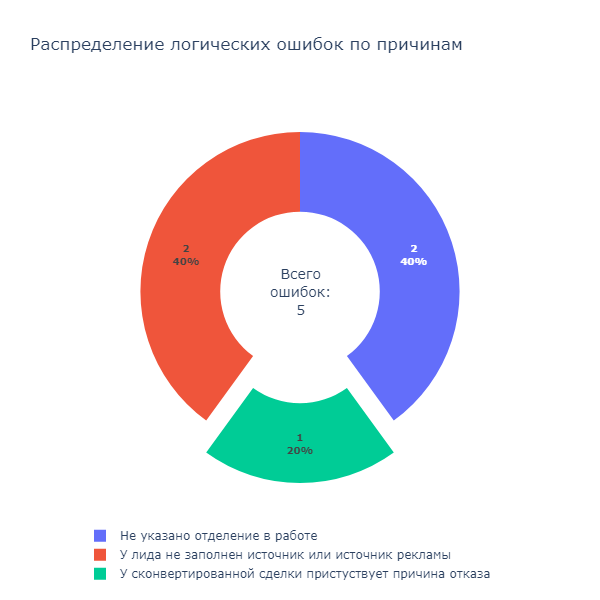 Распределение логических ошибок по причинам
2
40%
2
40%
Всего
ошибок:
5
1
20%
Не указано отделение в работе
У лида не заполнен источник или источник рекламы
У сконвертированной сделки пристуствует причина отказа